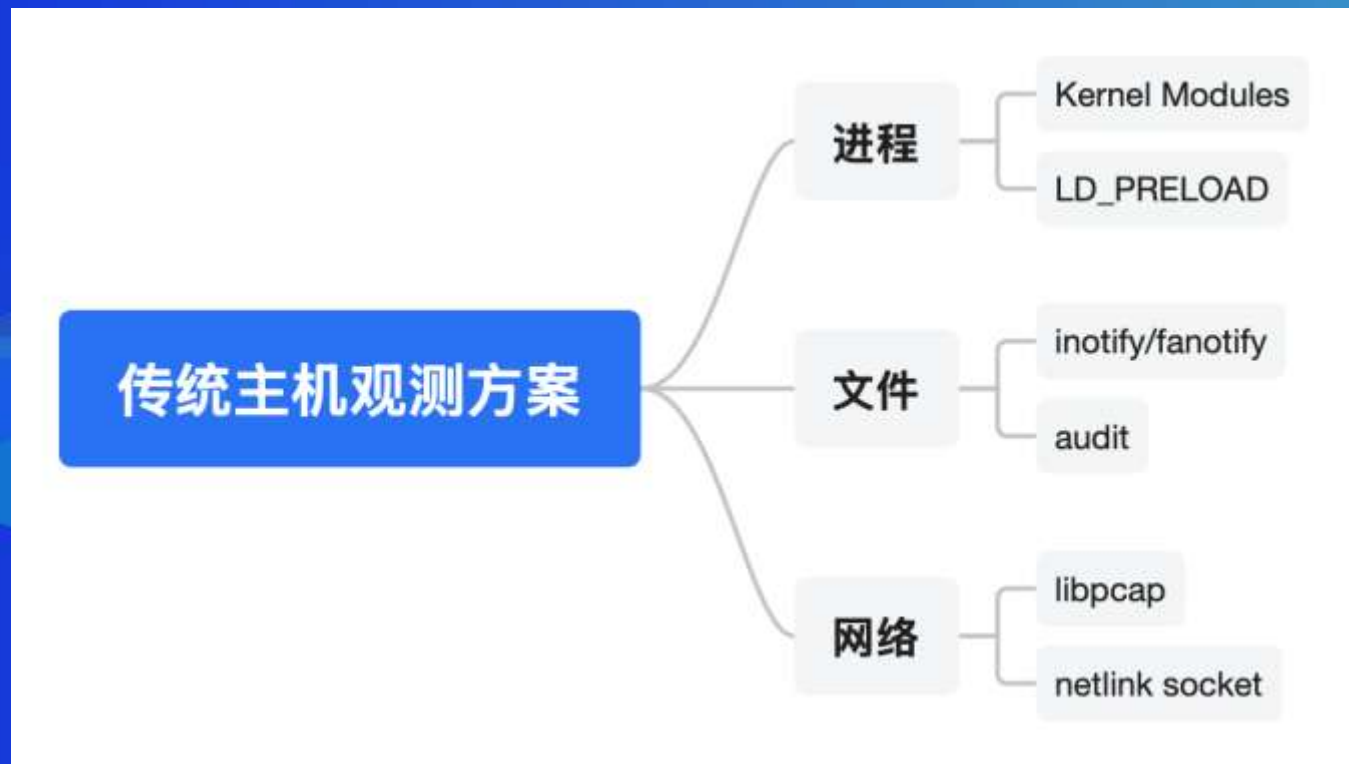 传统主机观测方案
进程
Kernel Modules
LD_PRELOAD
文件
inotify/fanotify
audit
网络
libpcap
netlink socket